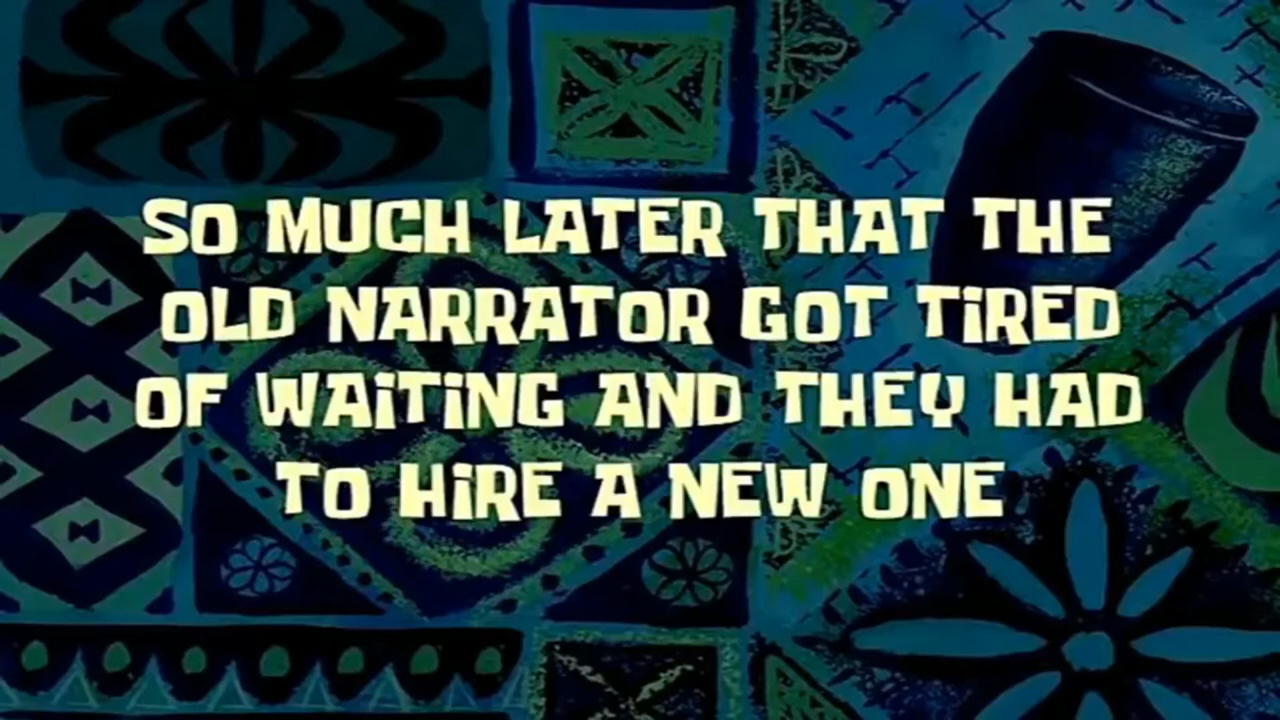 SO MUCH LATER THAT THE
OLD NARRATOR GOT TiRED
OF WAiTiNG AND THEY HAD
TO HiRE A NEW ONE